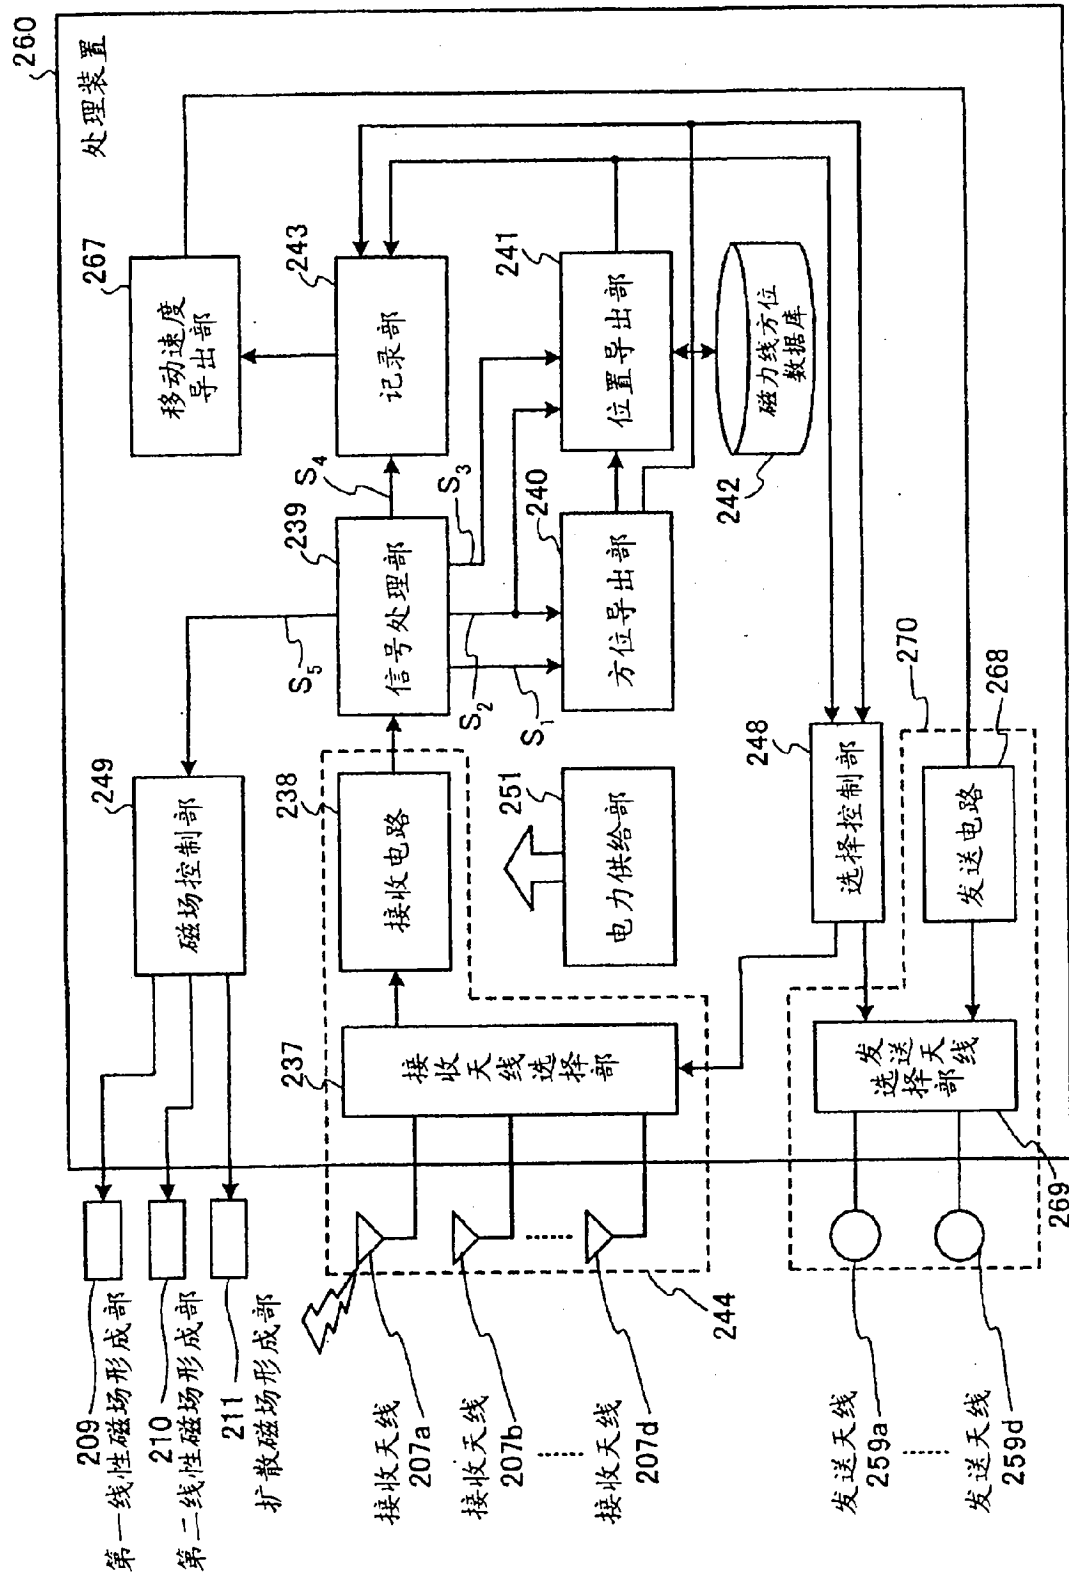 260
处理装置
267
移动速度
导出部
243
记录部
241
位置导出部
磁力线方位
数据库
242
S4
S3
239
信号处理部
240
方位导出部
S5
S2
S1
249
磁场控制部
238
接收电路
251
电力供给部
248
选择控制部
270
268
发送电路
237
接收天线选择部
发送天线
选择部
269
209
第一线性磁场形成部
210
第二线性磁场形成部
211
扩散磁场形成部
244
接收天线
207a
接收天线
207b
接收天线
207d
发送天线
259a
发送天线
259d